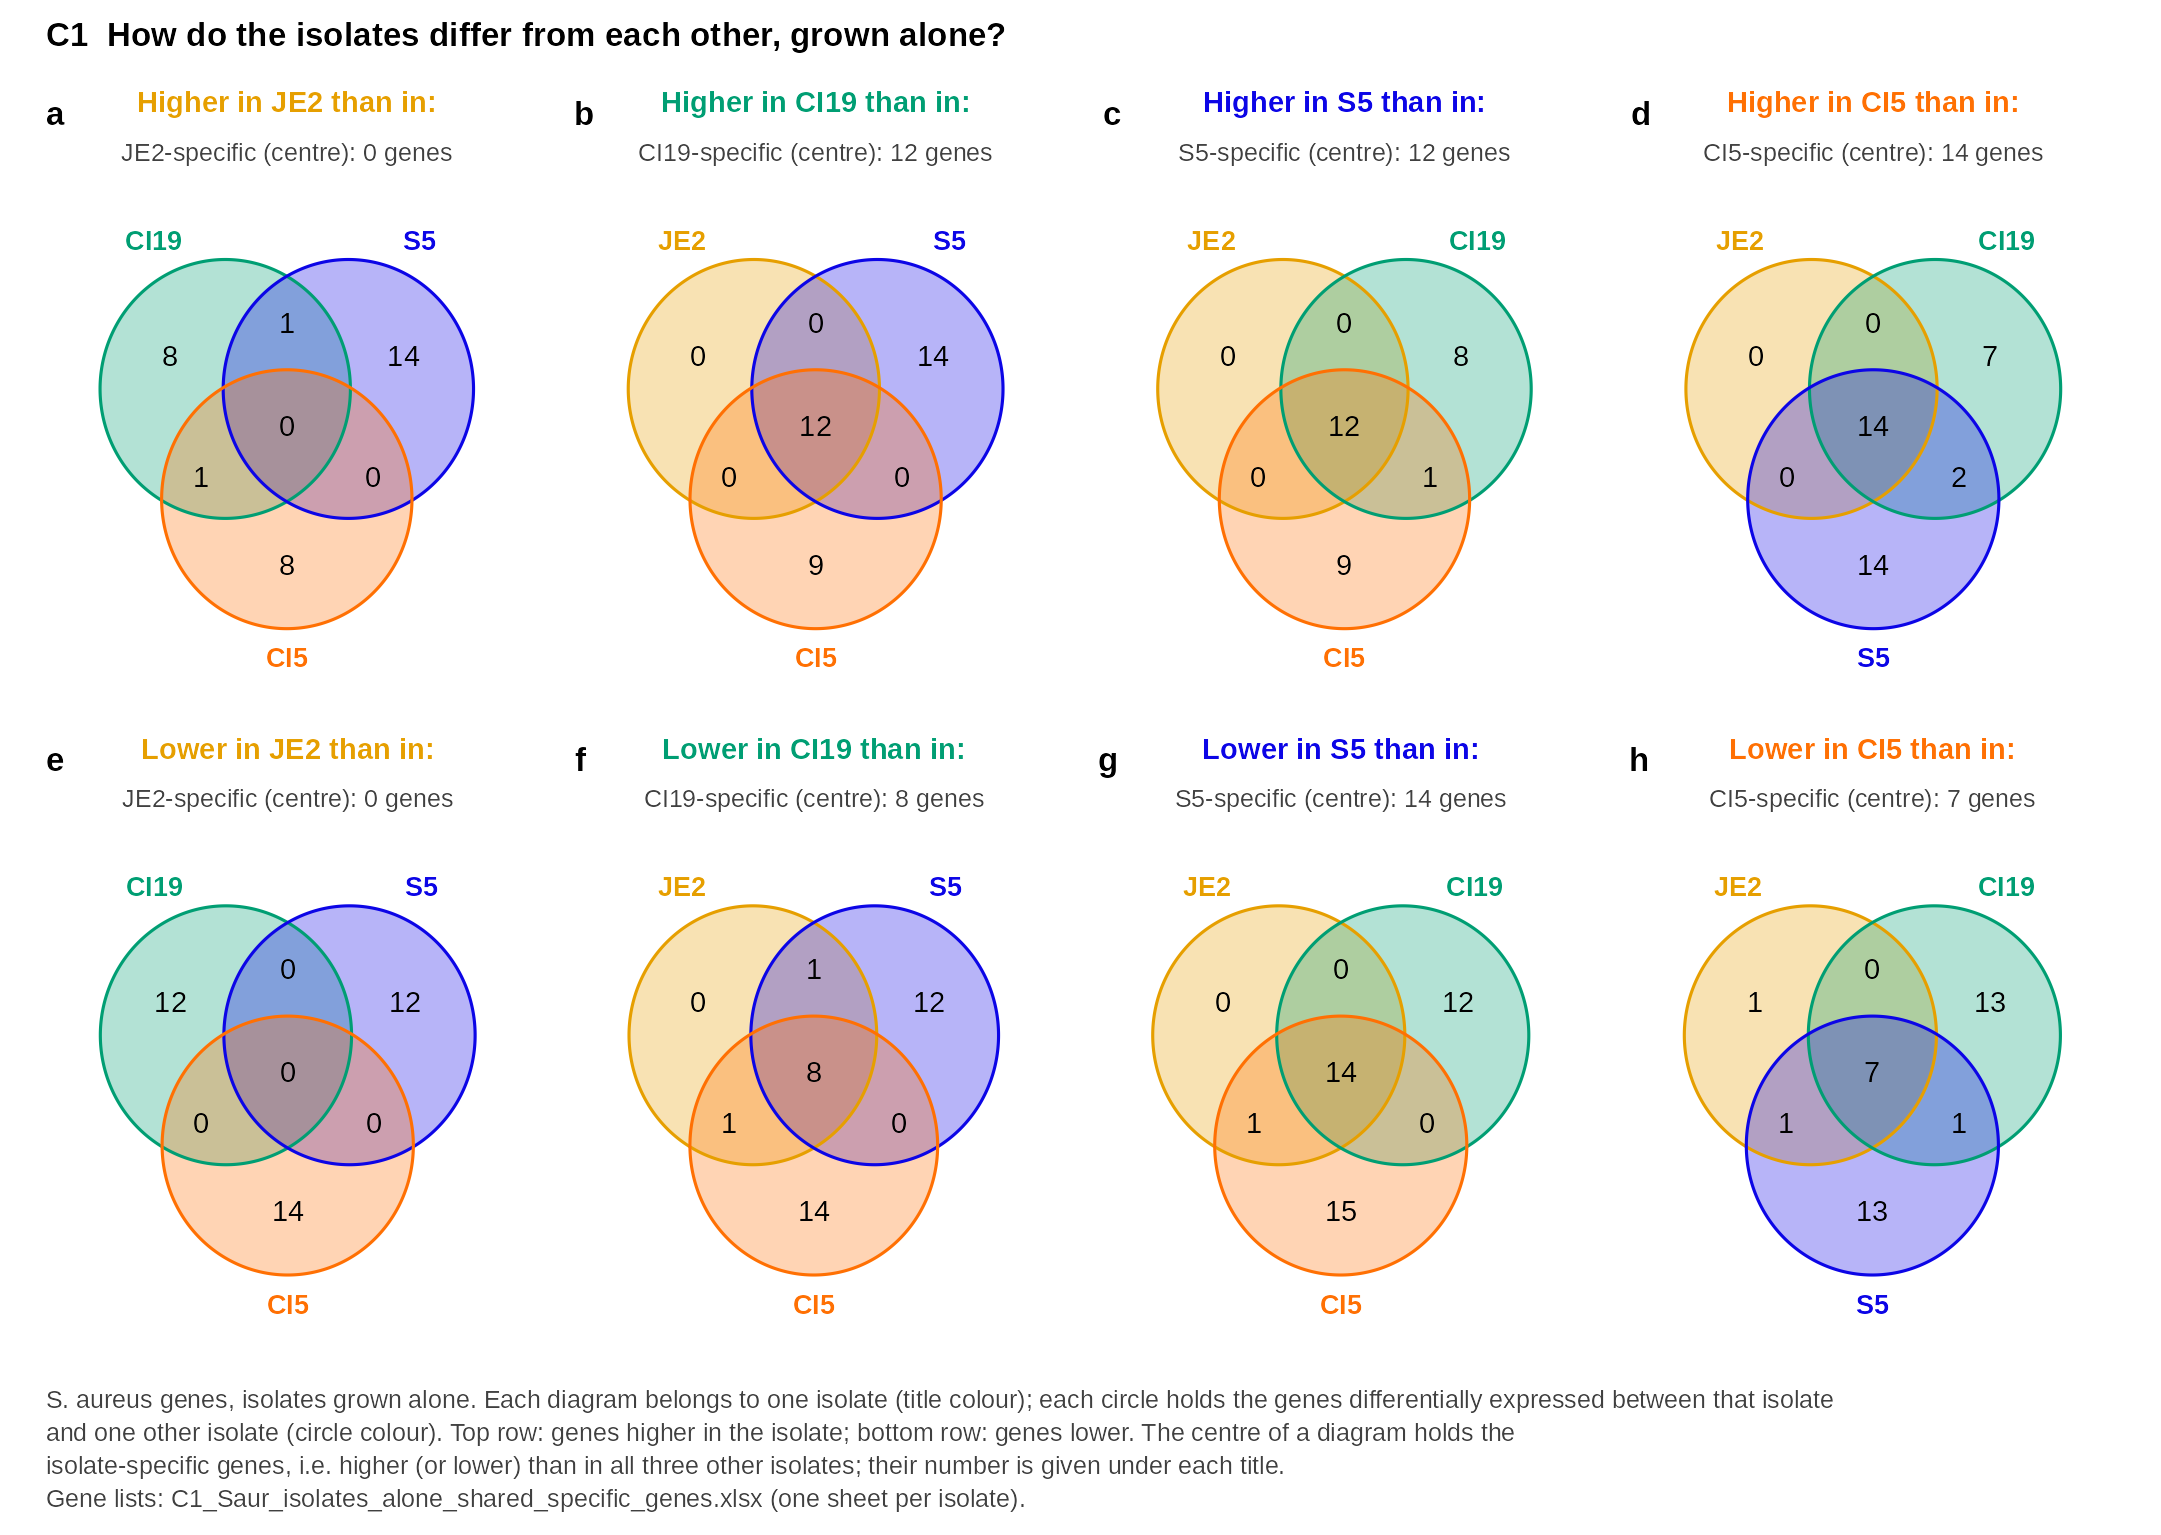 C1 How do the isolates differ from each other, grown alone?
a
Higher in JE2 than in:
JE2-specific (centre): 0 genes
CI19
S5
1
8
14
0
1
0
8
CI5
b
Higher in CI19 than in:
CI19-specific (centre): 12 genes
JE2
S5
0
0
14
12
0
0
9
CI5
c
Higher in S5 than in:
S5-specific (centre): 12 genes
JE2
CI19
0
0
8
12
0
1
9
CI5
d
Higher in CI5 than in:
CI5-specific (centre): 14 genes
JE2
CI19
0
0
7
14
0
2
14
S5
e
Lower in JE2 than in:
JE2-specific (centre): 0 genes
CI19
S5
0
12
12
0
0
0
14
CI5
f
Lower in CI19 than in:
CI19-specific (centre): 8 genes
JE2
S5
1
0
12
8
1
0
14
CI5
g
Lower in S5 than in:
S5-specific (centre): 14 genes
JE2
CI19
0
0
12
14
1
0
15
CI5
h
Lower in CI5 than in:
CI5-specific (centre): 7 genes
JE2
CI19
0
1
13
7
1
1
13
S5
S. aureus genes, isolates grown alone. Each diagram belongs to one isolate (title colour); each circle holds the genes differentially expressed between that isolate
and one other isolate (circle colour). Top row: genes higher in the isolate; bottom row: genes lower. The centre of a diagram holds the
isolate-specific genes, i.e. higher (or lower) than in all three other isolates; their number is given under each title.
Gene lists: C1_Saur_isolates_alone_shared_specific_genes.xlsx (one sheet per isolate).